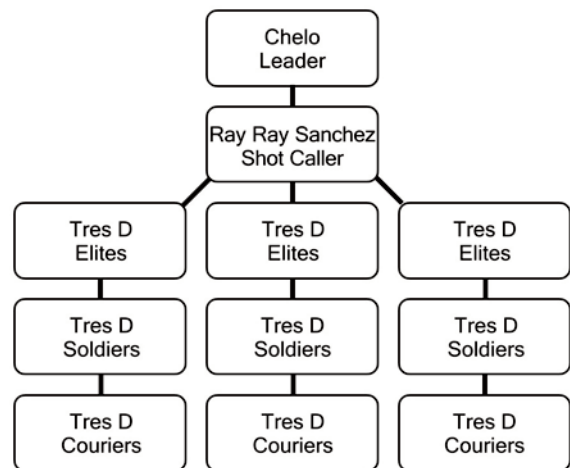 Chelo
Leader
Ray Ray Sanchez
Shot Caller
Tres D
Elites
Tres D
Elites
Tres D
Elites
Tres D
Soldiers
Tres D
Soldiers
Tres D
Soldiers
Tres D
Couriers
Tres D
Couriers
Tres D
Couriers